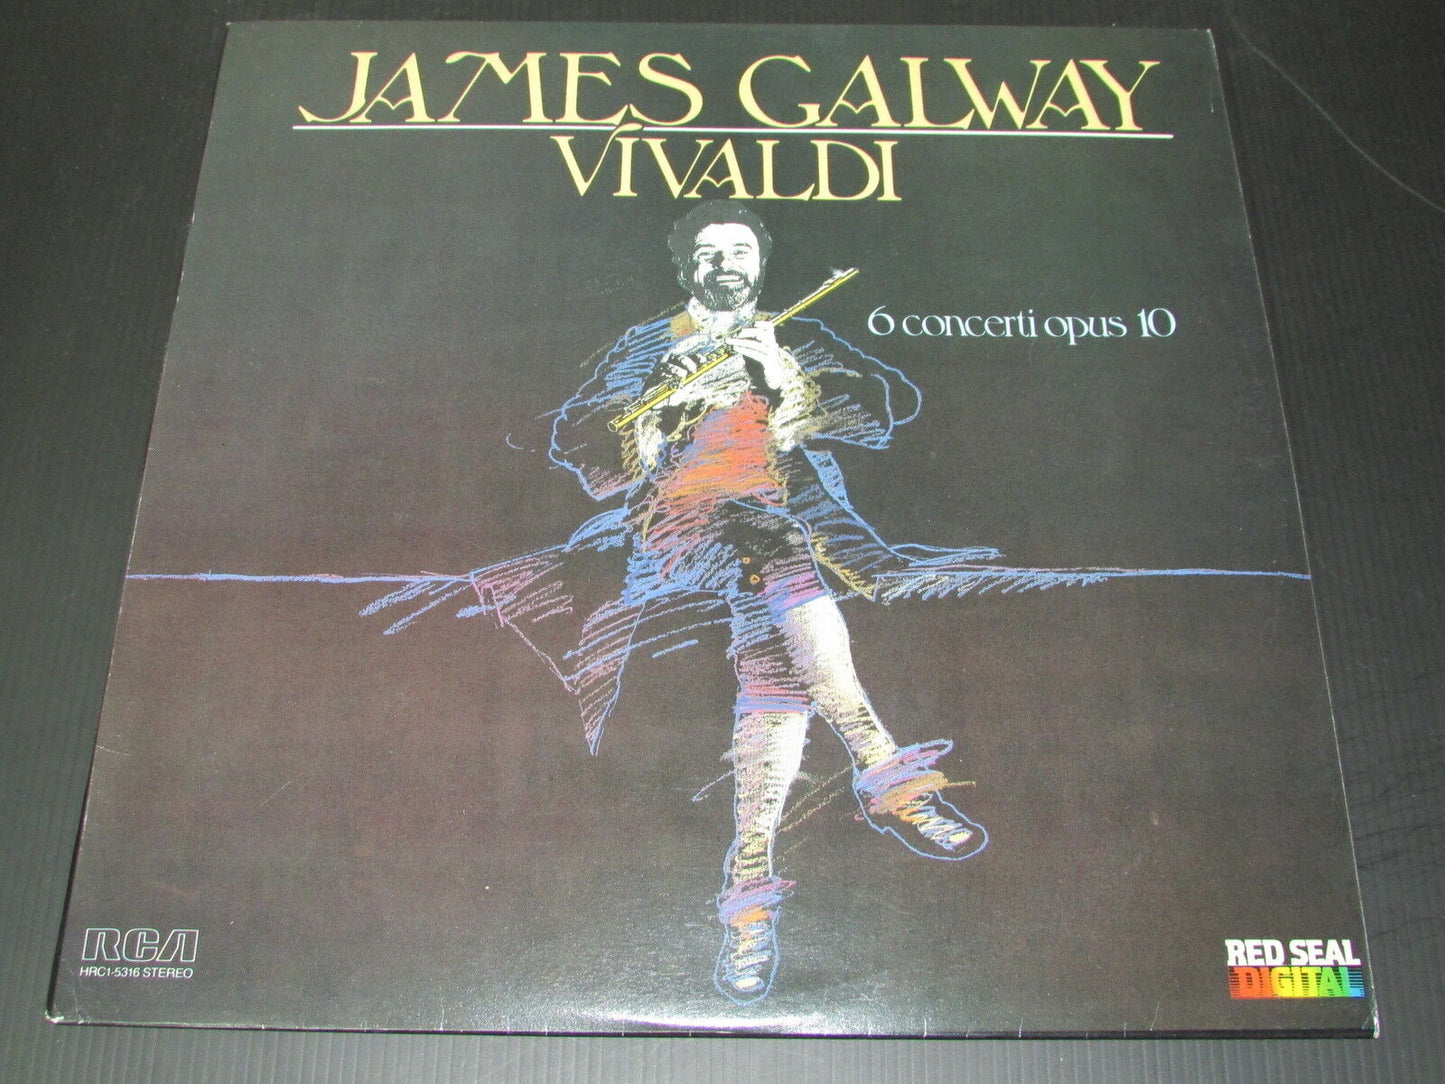 JAMES GALWAY
VIVALDI
6 concerti opus 10
RCA
HRC1-5316 STEREO
RED SEAL
DIGITAL